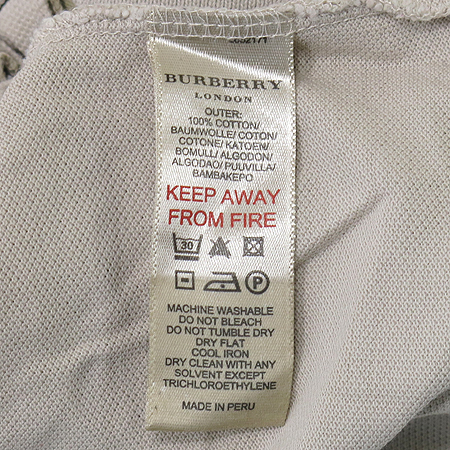 BURBERRY
LONDON
OUTER:
100% COTTON/
BAUMWOLLE/ COTON/
COTONE/ KATOEN/
BOMULL/ ALGODON/
ALGODAO/ PUUVILLA/
BAMBAKEPO
KEEP AWAY
FROM FIRE
30
P
MACHINE WASHABLE
DO NOT BLEACH
DO NOT TUMBLE DRY
DRY FLAT
COOL IRON
DRY CLEAN WITH ANY
SOLVENT EXCEPT
TRICHLOROETHYLENE
MADE IN PERU